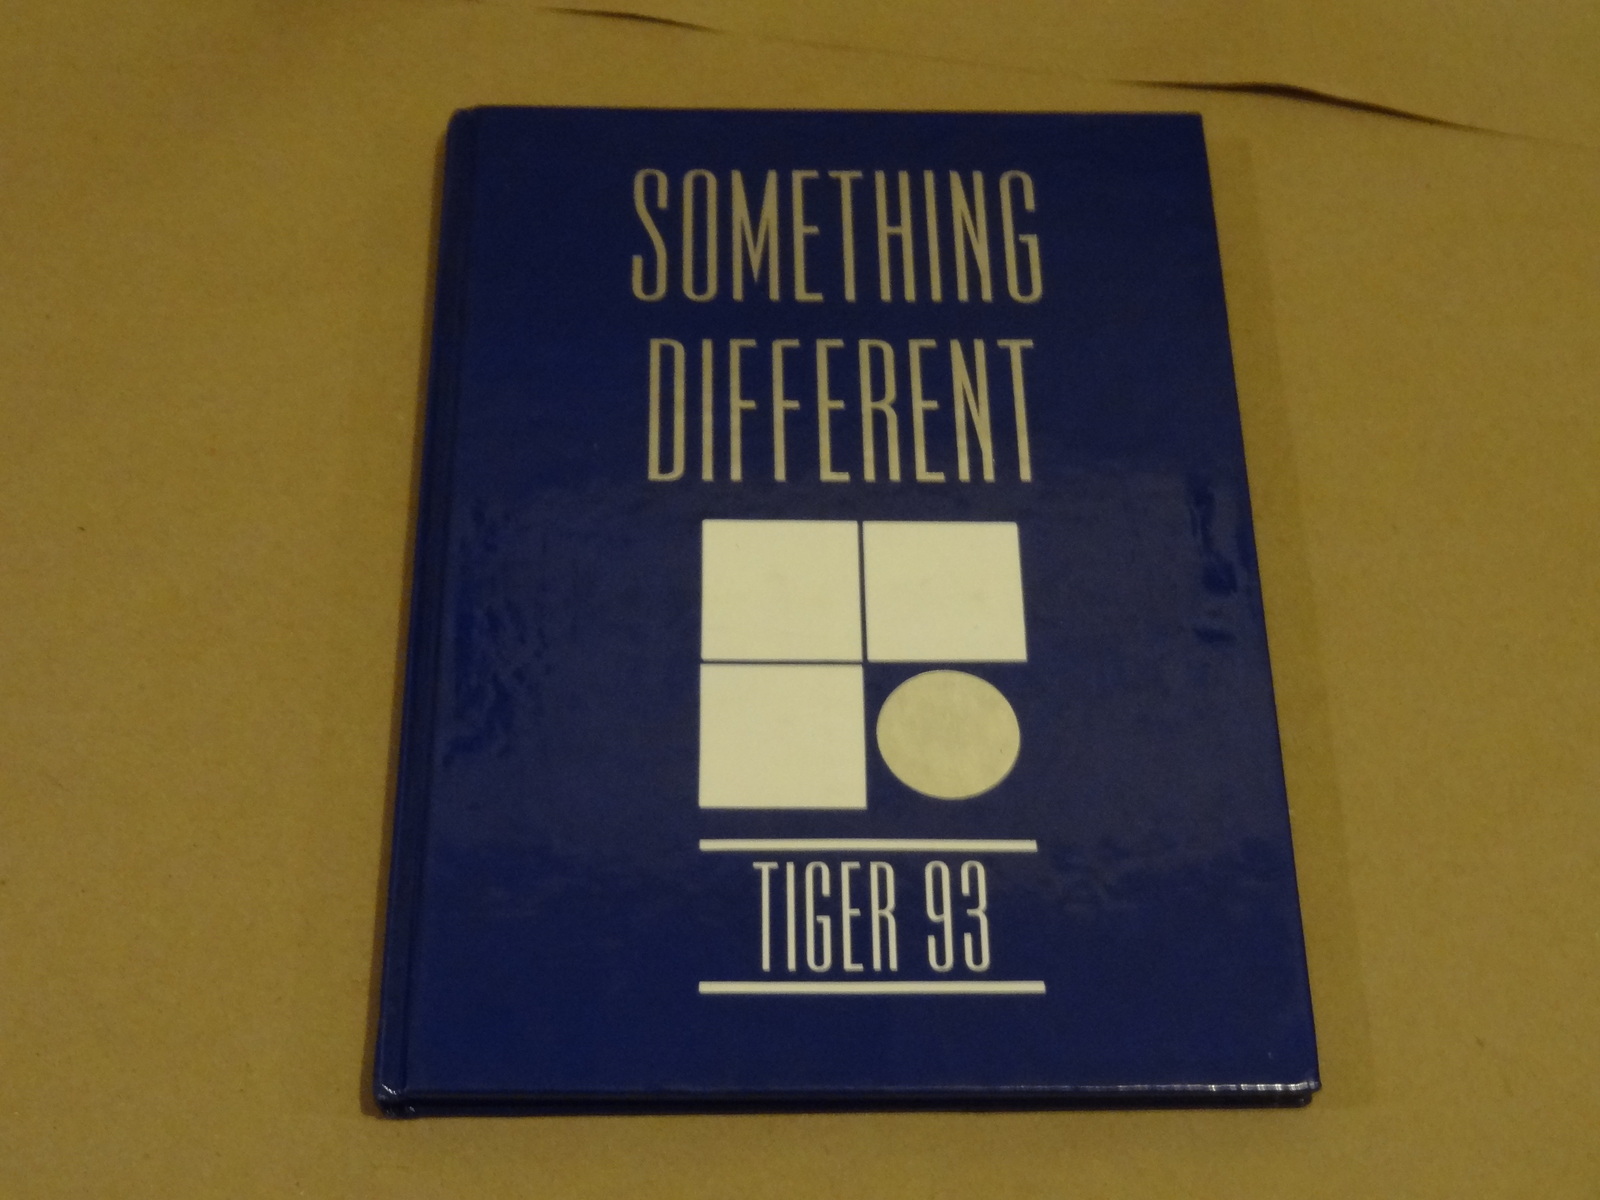 SOMETHING
DIFFERENT
TIGER 93